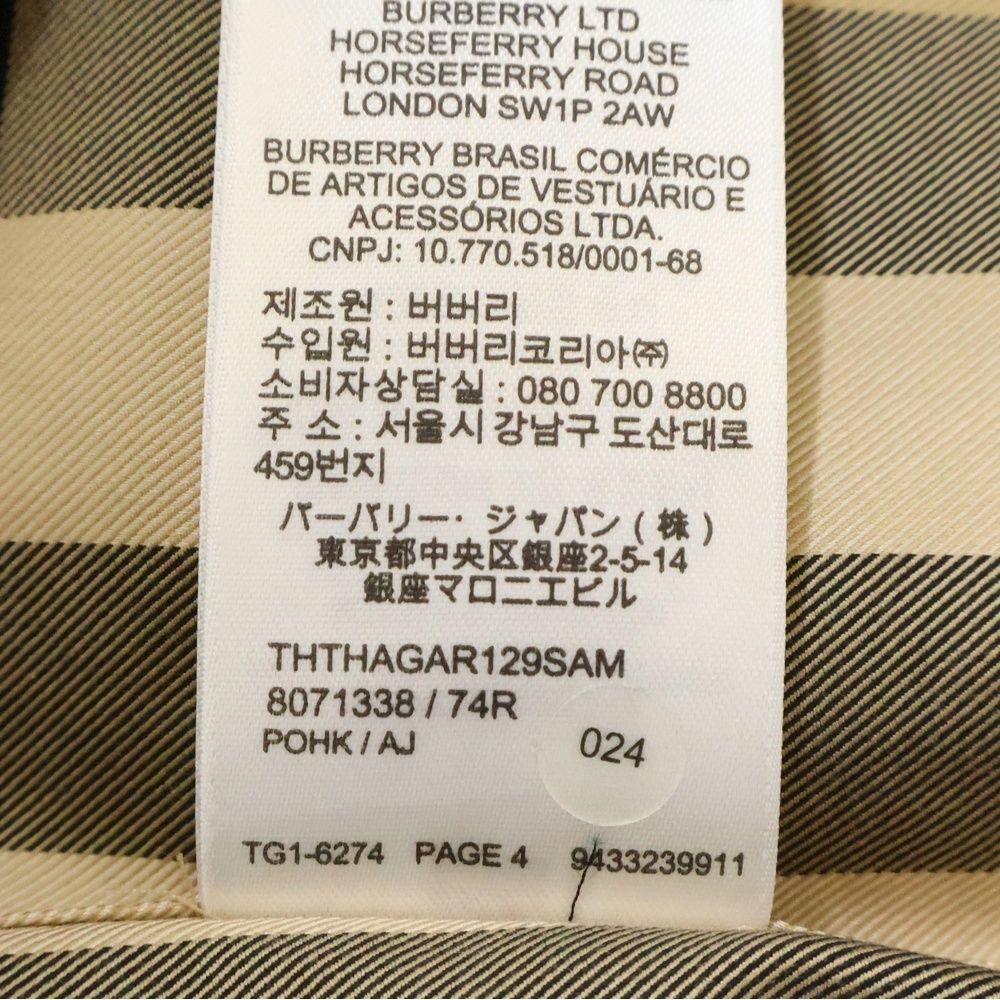 BURBERRY LTD
HORSEFERRY HOUSE
HORSEFERRY ROAD
LONDON SW1P 2AW
BURBERRY BRASIL COMÉRCIO
DE ARTIGOS DE VESTUÁRIO E
ACESSÓRIOS LTDA.
CNPJ: 10.770.518/0001-68
제조원 : 버버리
수입원 : 버버리코리아㈜
소비자상담실 : 080 700 8800
주 소 : 서울시 강남구 도산대로
459번지
バーバリー· ジャパン ( 株 )
東京都中央区銀座2-5-14
銀座マロニエビル
THTHAGAR129SAM
8071338 / 74R
POHK / AJ
024
TG1-6274 PAGE 4 9433239911